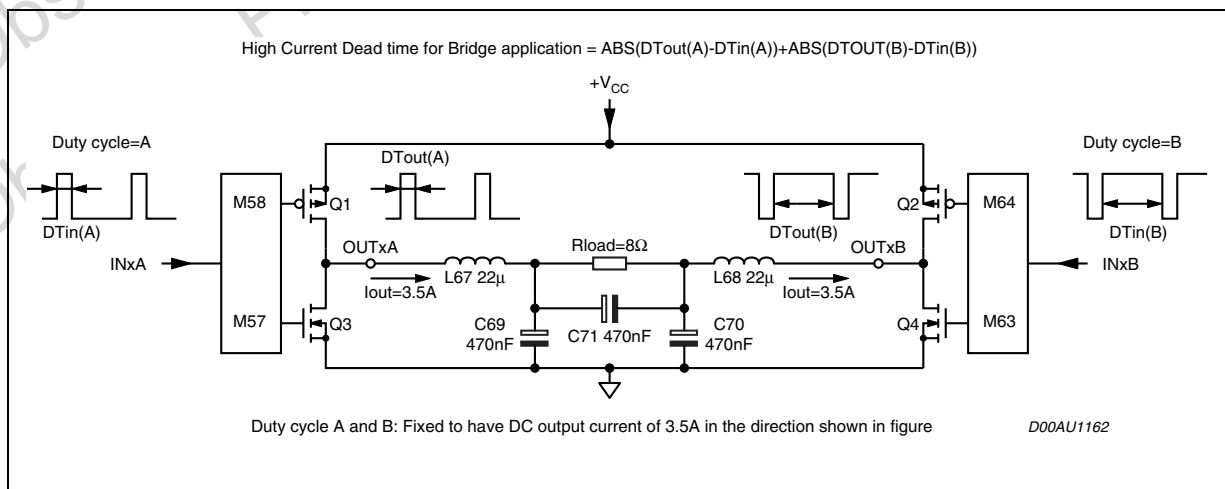 High Current Dead time for Bridge application = ABS(DTout(A)-DTin(A))+ABS(DTOUT(B)-DTin(B))
+VCC
Duty cycle=A
DTout(A)
Duty cycle=B
M58
Q1
Q2
M64
DTin(A)
DTout(B)
DTin(B)
INxA
OUTxA
Rload=8Ω
OUTxB
INxB
L67 22µ
L68 22µ
Iout=3.5A
Iout=3.5A
M57
Q3
C69
470nF
C71 470nF
C70
470nF
Q4
M63
Duty cycle A and B: Fixed to have DC output current of 3.5A in the direction shown in figure
D00AU1162